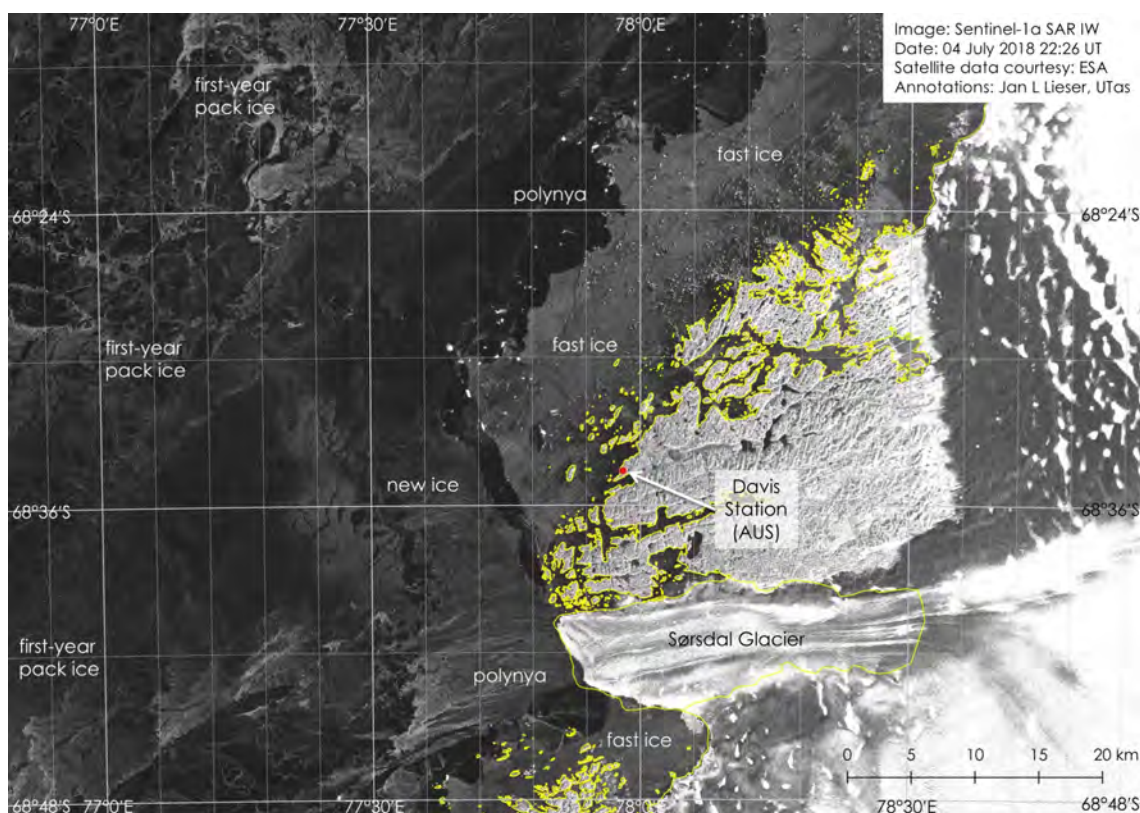 77°0'E
77°30'E
78°0'E
Image: Sentinel-1a SAR IW
Date: 04 July 2018 22:26 UT
Satellite data courtesy: ESA
Annotations: Jan L Lieser, UTas
first-year
pack ice
fast ice
polynya
68°24'S
68°24'S
first-year
pack ice
fast ice
new ice
Davis
Station
(AUS)
68°36'S
68°36'S
first-year
pack ice
Sørsdal Glacier
polynya
fast ice
0 5 10 15 20 km
68°48'S
77°0'E
77°30'E
78°0'E
78°30'E
68°48'S